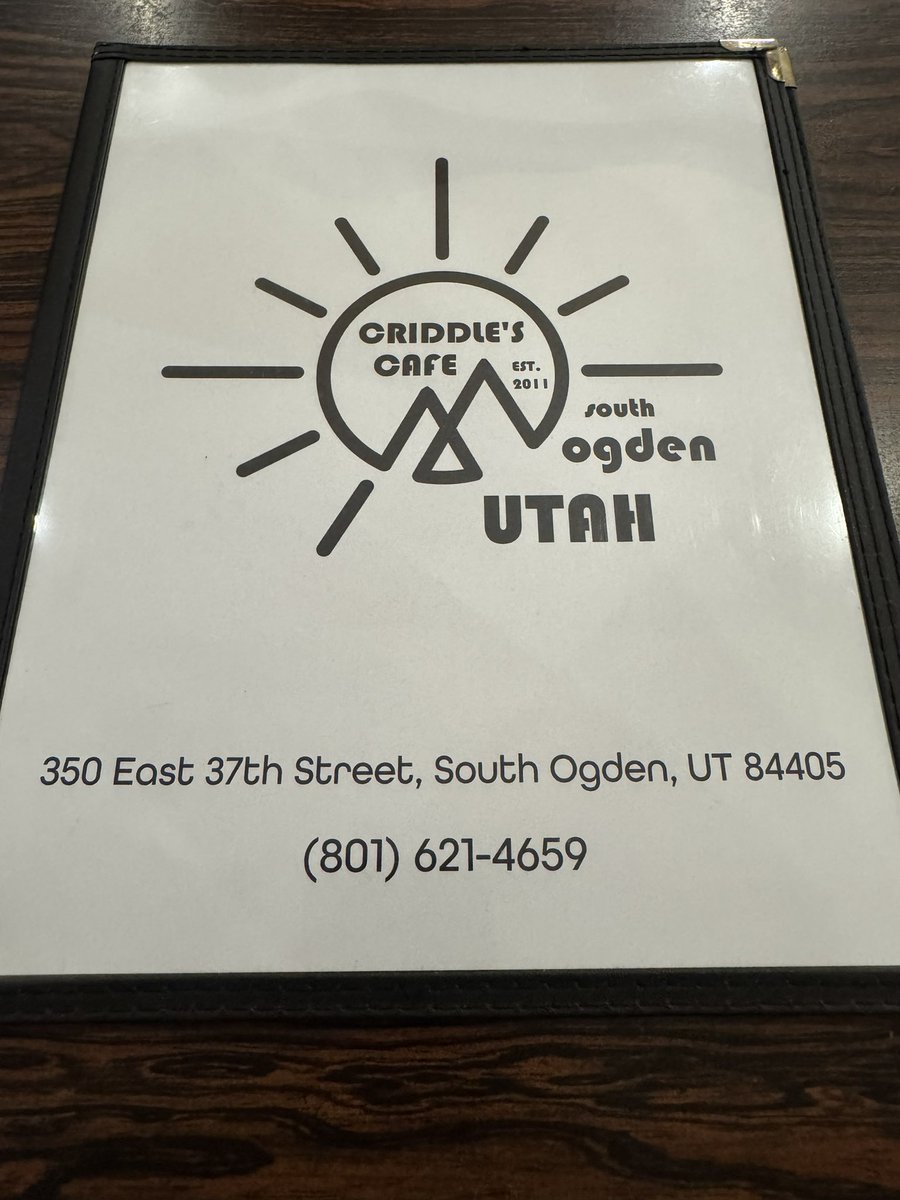 CRIDDLE'S
CAFE
EST.
2011
south
ogden
UTAH
350 East 37th Street, South Ogden, UT 84405
(801) 621-4659